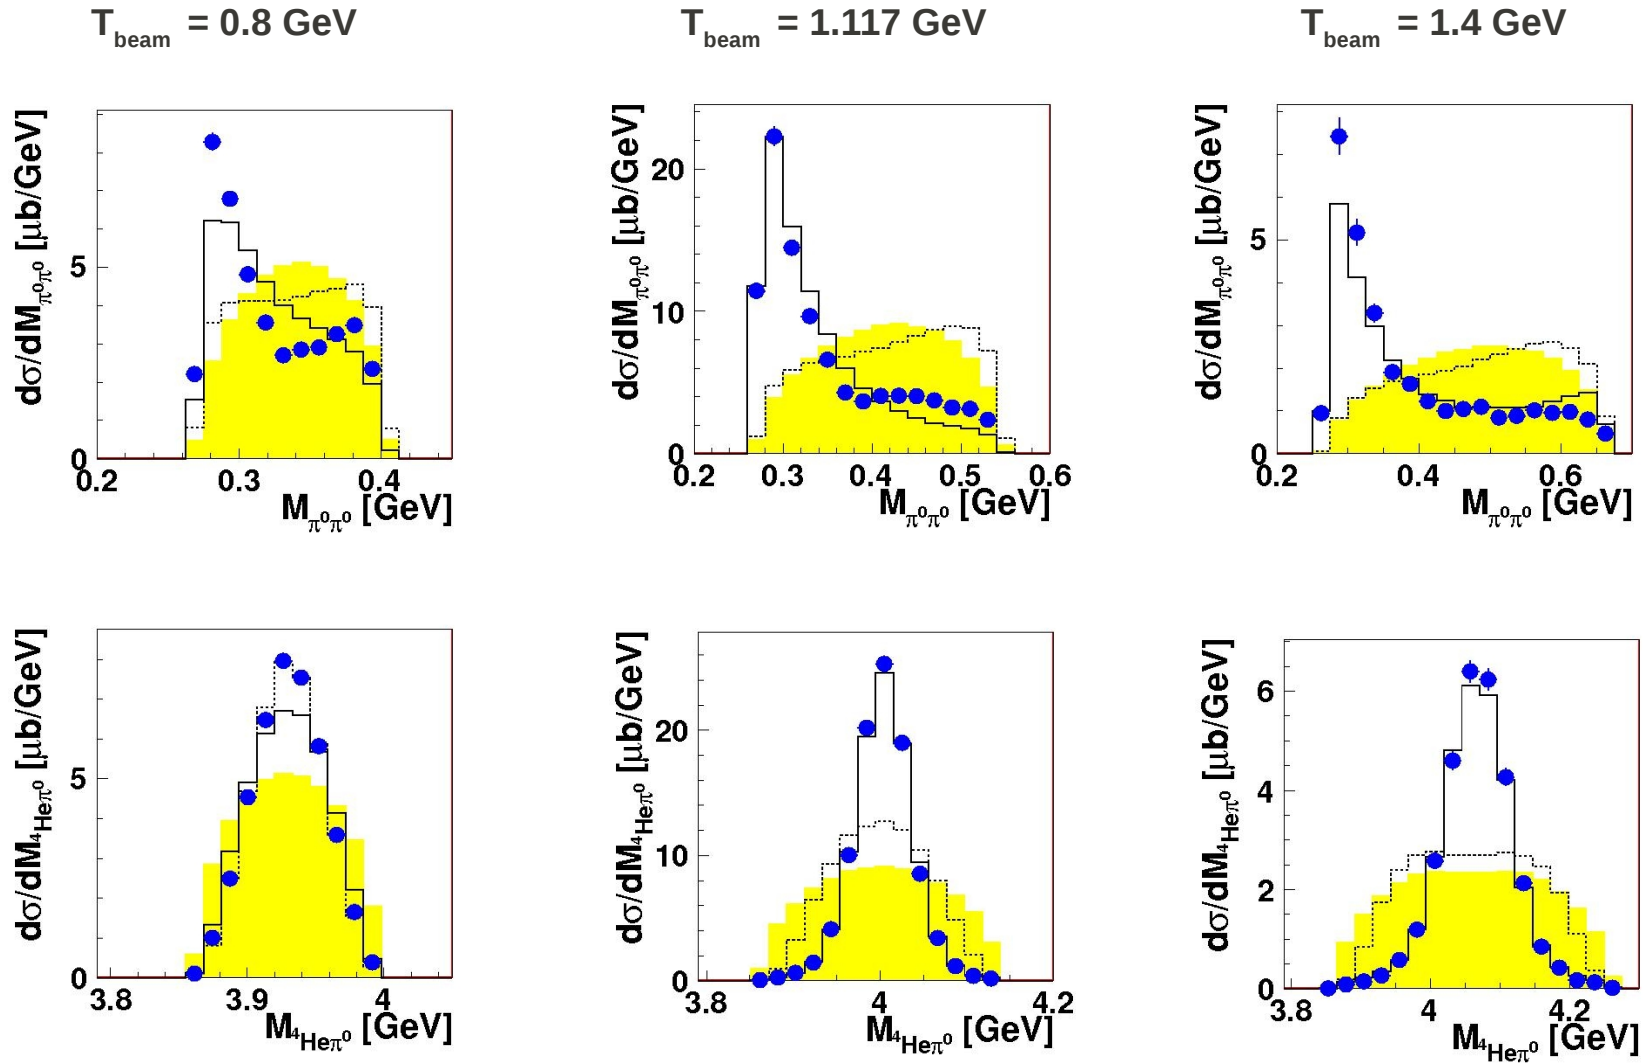 T_beam = 0.8 GeV
T_beam = 1.117 GeV
T_beam = 1.4 GeV
dσ/dM_π⁰π⁰ [μb/GeV]
5
0
0.2 0.3 0.4
M_π⁰π⁰ [GeV]
dσ/dM_π⁰π⁰ [μb/GeV]
20
10
0
0.2 0.3 0.4 0.5 0.6
M_π⁰π⁰ [GeV]
dσ/dM_π⁰π⁰ [μb/GeV]
5
0
0.2 0.4 0.6
M_π⁰π⁰ [GeV]
dσ/dM_⁴Heπ⁰ [μb/GeV]
5
0
3.8 3.9 4
M_⁴Heπ⁰ [GeV]
dσ/dM_⁴Heπ⁰ [μb/GeV]
20
10
0
3.8 4 4.2
M_⁴Heπ⁰ [GeV]
dσ/dM_⁴Heπ⁰ [μb/GeV]
6
4
2
0
3.8 4 4.2
M_⁴Heπ⁰ [GeV]